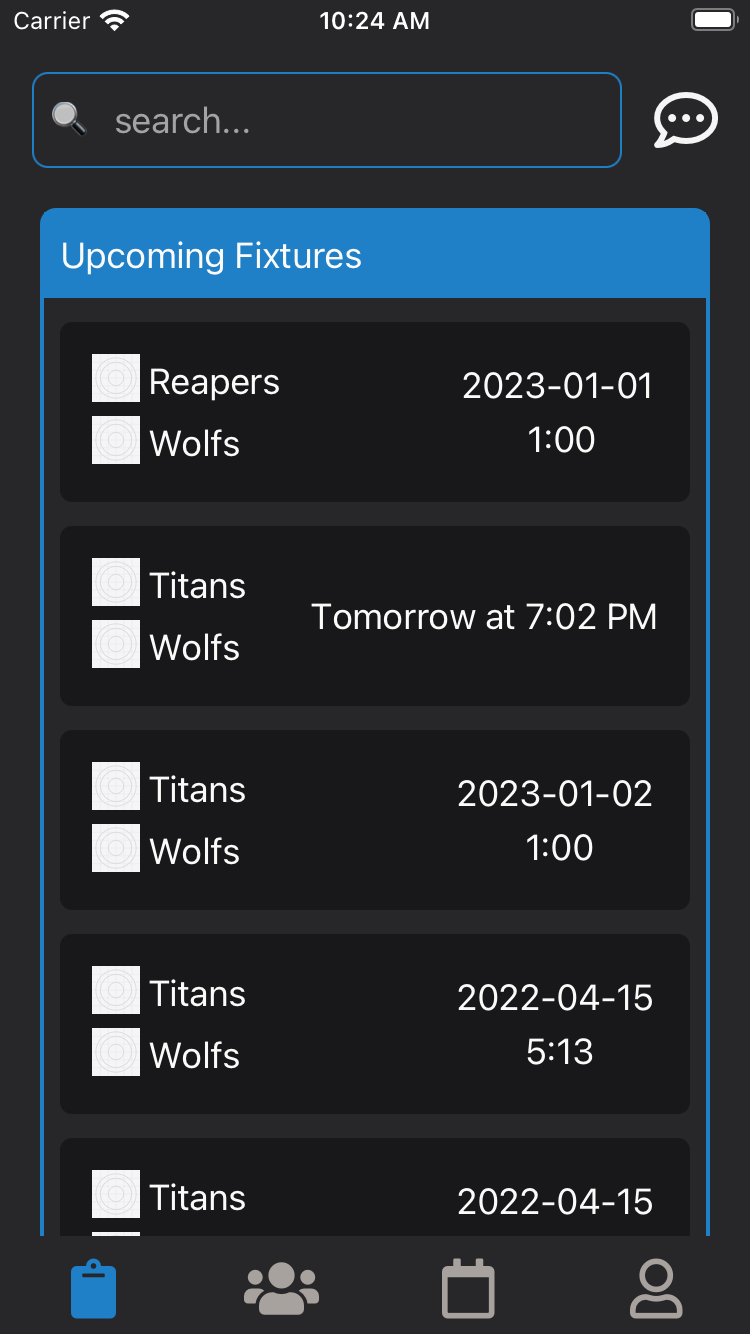 Carrier 10:24 AM
search...
Upcoming Fixtures
Reapers
Wolfs
2023-01-01
1:00
Titans
Wolfs
Tomorrow at 7:02 PM
Titans
Wolfs
2023-01-02
1:00
Titans
Wolfs
2022-04-15
5:13
Titans
2022-04-15